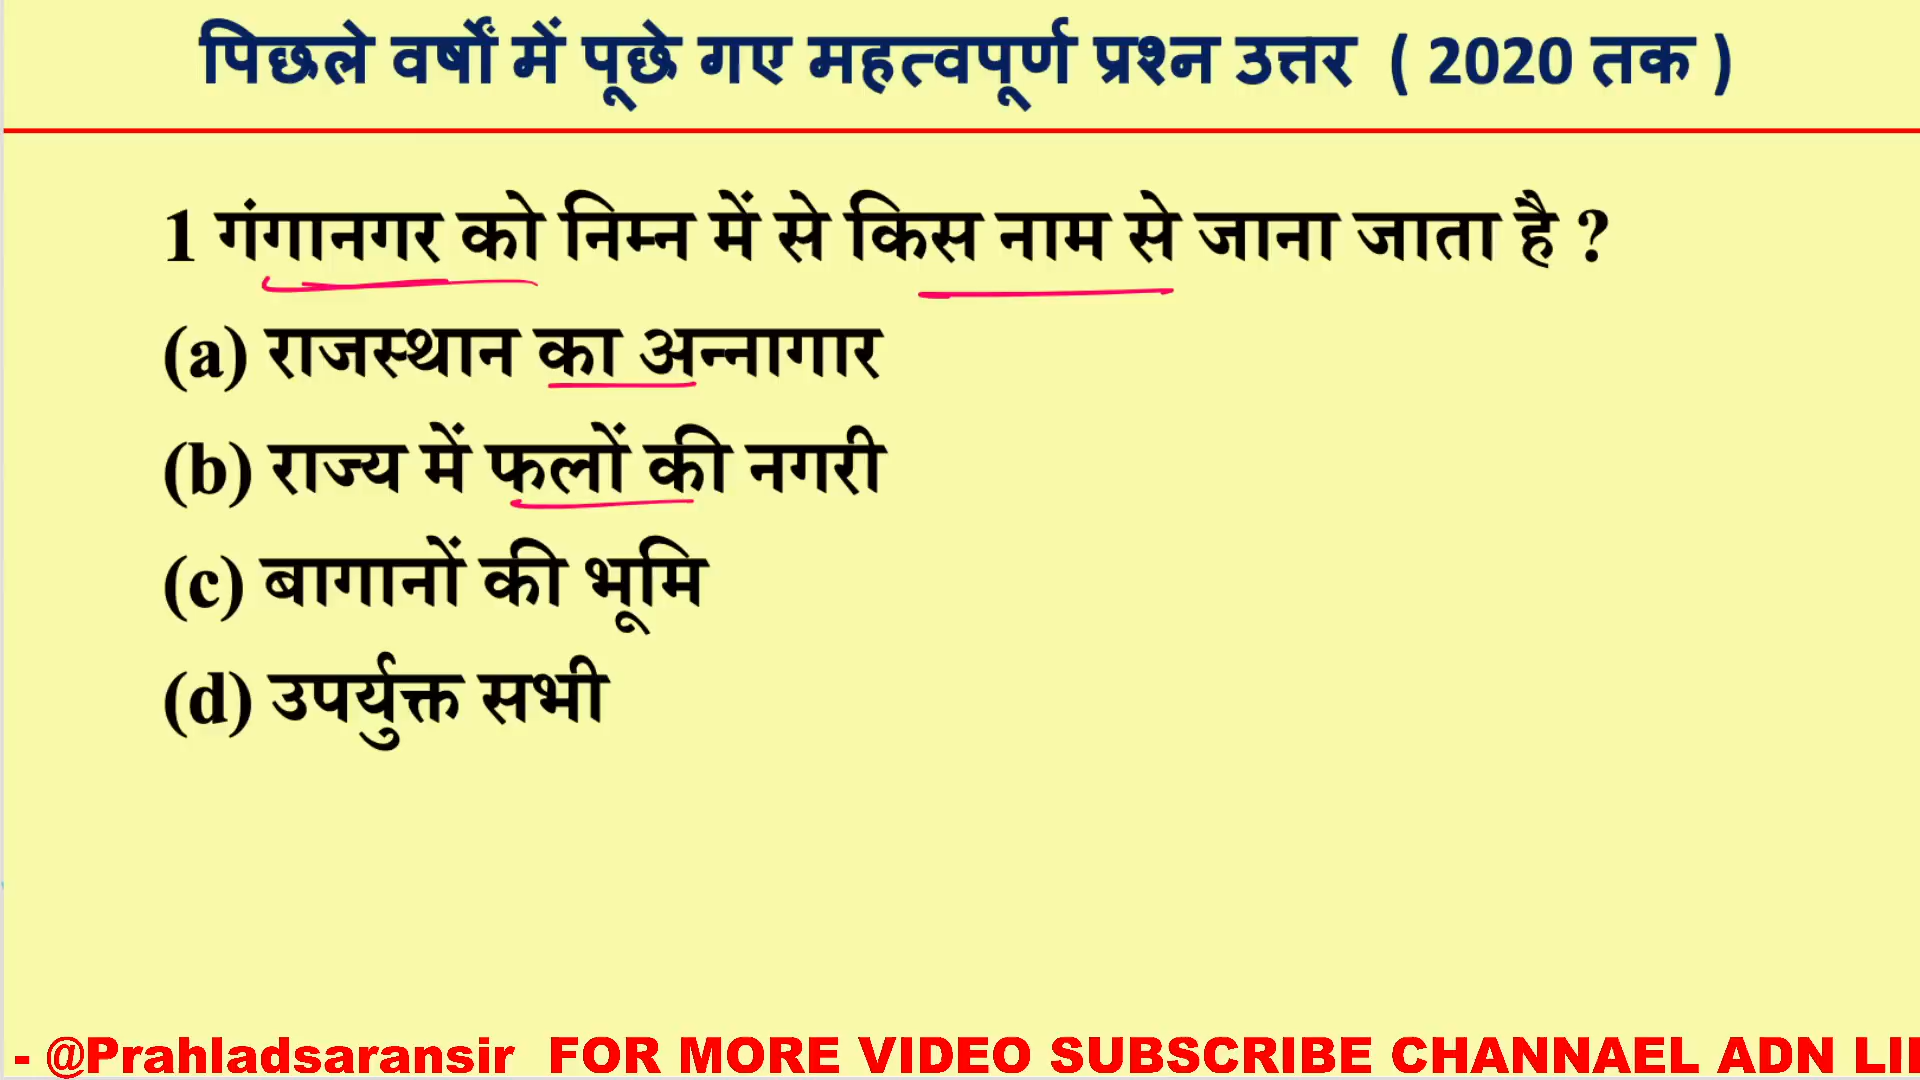 पिछले वर्षों में पूछे गए महत्वपूर्ण प्रश्न उत्तर ( 2020 तक )
1 गंगानगर को निम्न में से किस नाम से जाना जाता है ?
(a) राजस्थान का अन्नागार
(b) राज्य में फलों की नगरी
(c) बागानों की भूमि
(d) उपर्युक्त सभी
- @Prahladsaransir FOR MORE VIDEO SUBSCRIBE CHANNAEL ADN